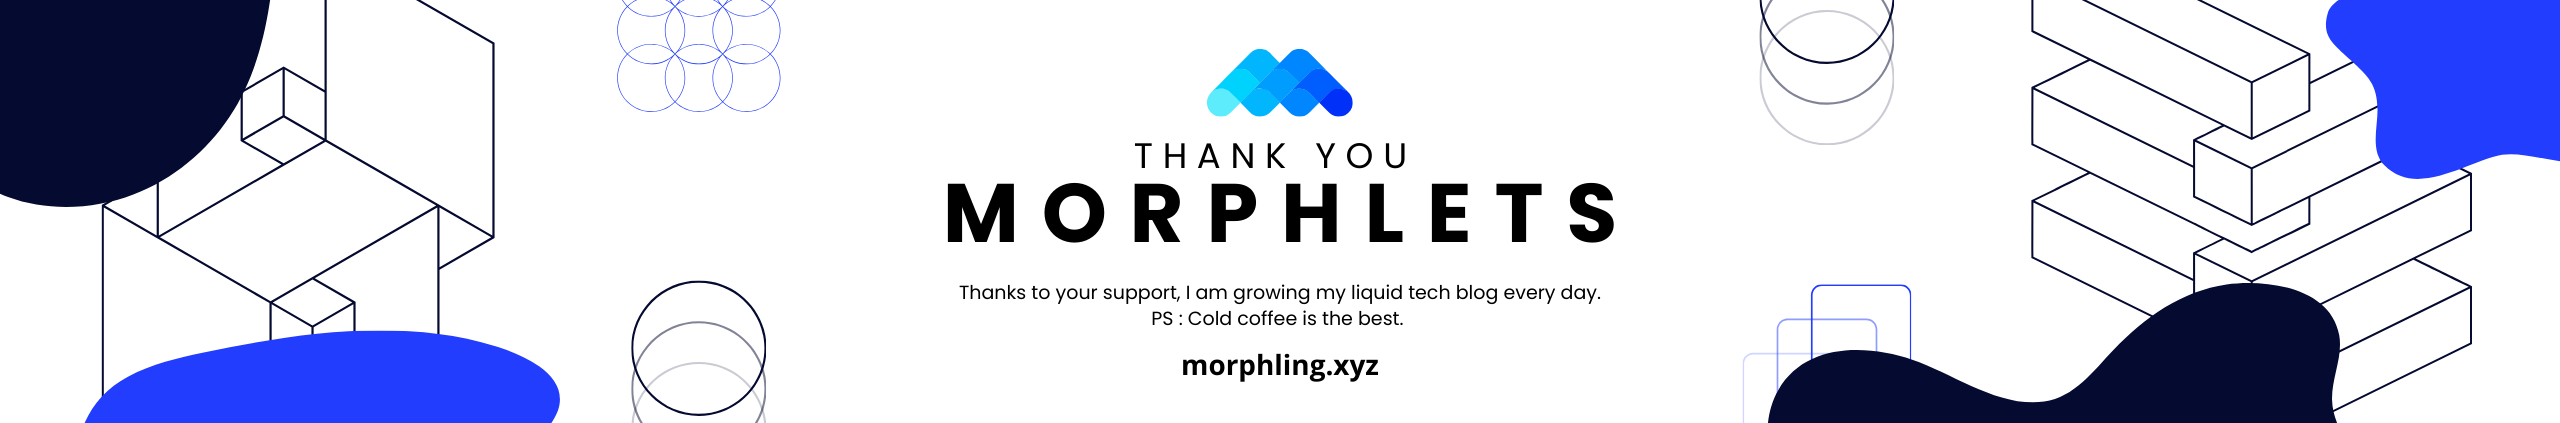 THANK YOU
MORPHLETS
Thanks to your support, I am growing my liquid tech blog every day.
PS : Cold coffee is the best.
morphling.xyz